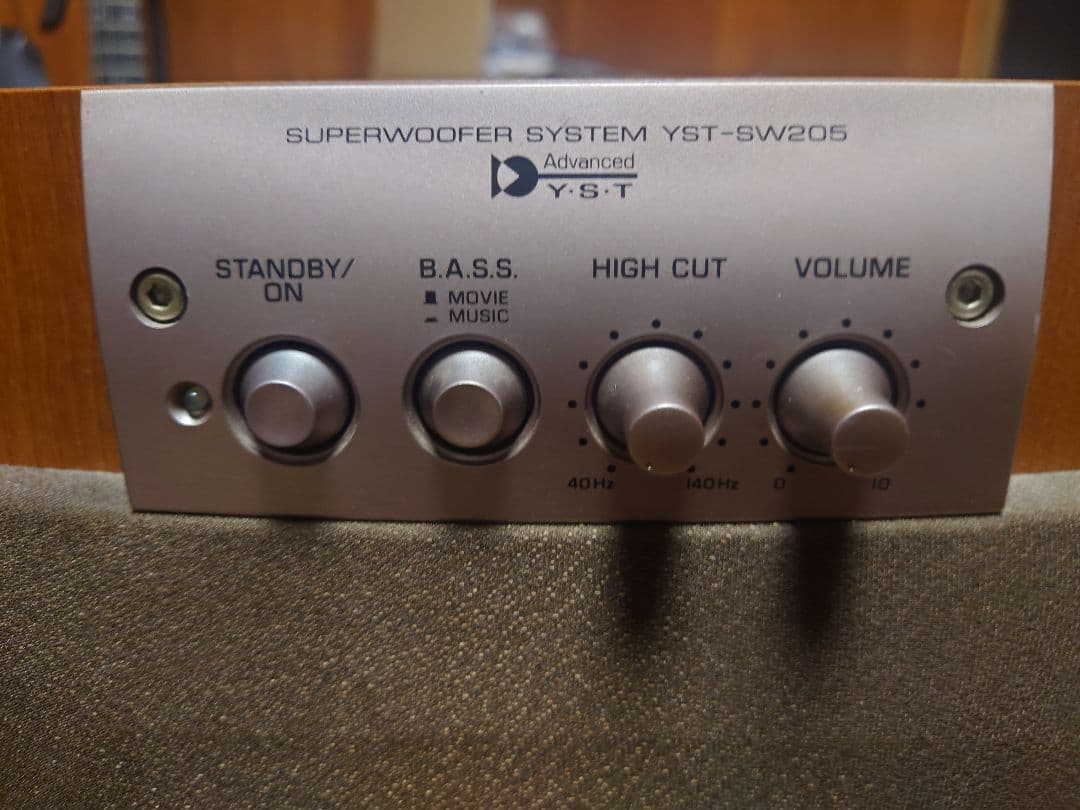 SUPERWOOFER SYSTEM YST-SW205
Advanced
Y·S·T
STANDBY/
ON
B.A.S.S.
MOVIE
MUSIC
HIGH CUT
40Hz
140Hz
VOLUME
0
10